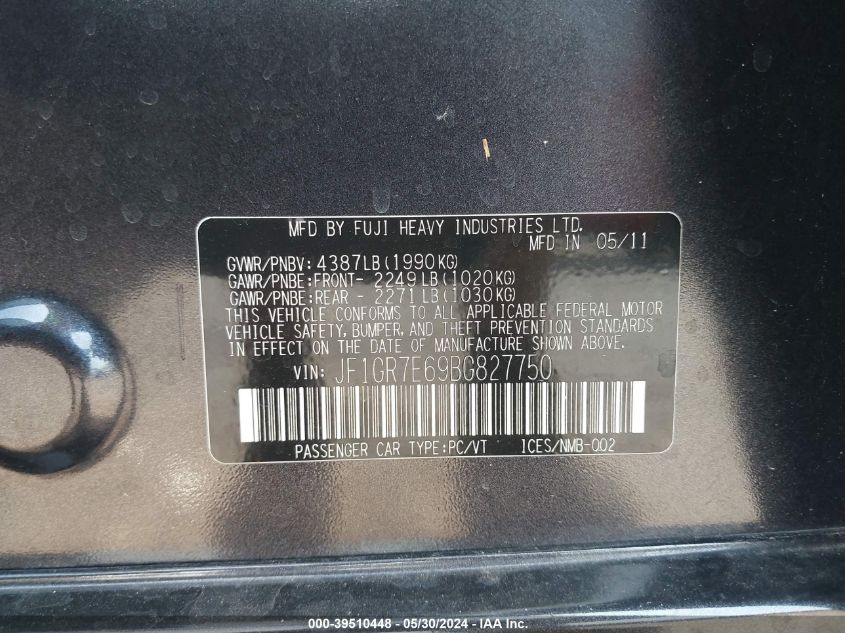 MFD BY FUJI HEAVY INDUSTRIES LTD.
MFD IN 05/11
GVWR/PNBV: 4387LB(1990KG)
GAWR/PNBE:FRONT- 2249LB(1020KG)
GAWR/PNBE:REAR - 2271LB(1030KG)
THIS VEHICLE CONFORMS TO ALL APPLICABLE FEDERAL MOTOR
VEHICLE SAFETY, BUMPER, AND THEFT PREVENTION STANDARDS
IN EFFECT ON THE DATE OF MANUFACTURE SHOWN ABOVE.
VIN: JF1GR7E69BG827750
PASSENGER CAR TYPE:PC/VT ICES/NMB-002
000-39510448 - 05/30/2024 - IAA Inc.